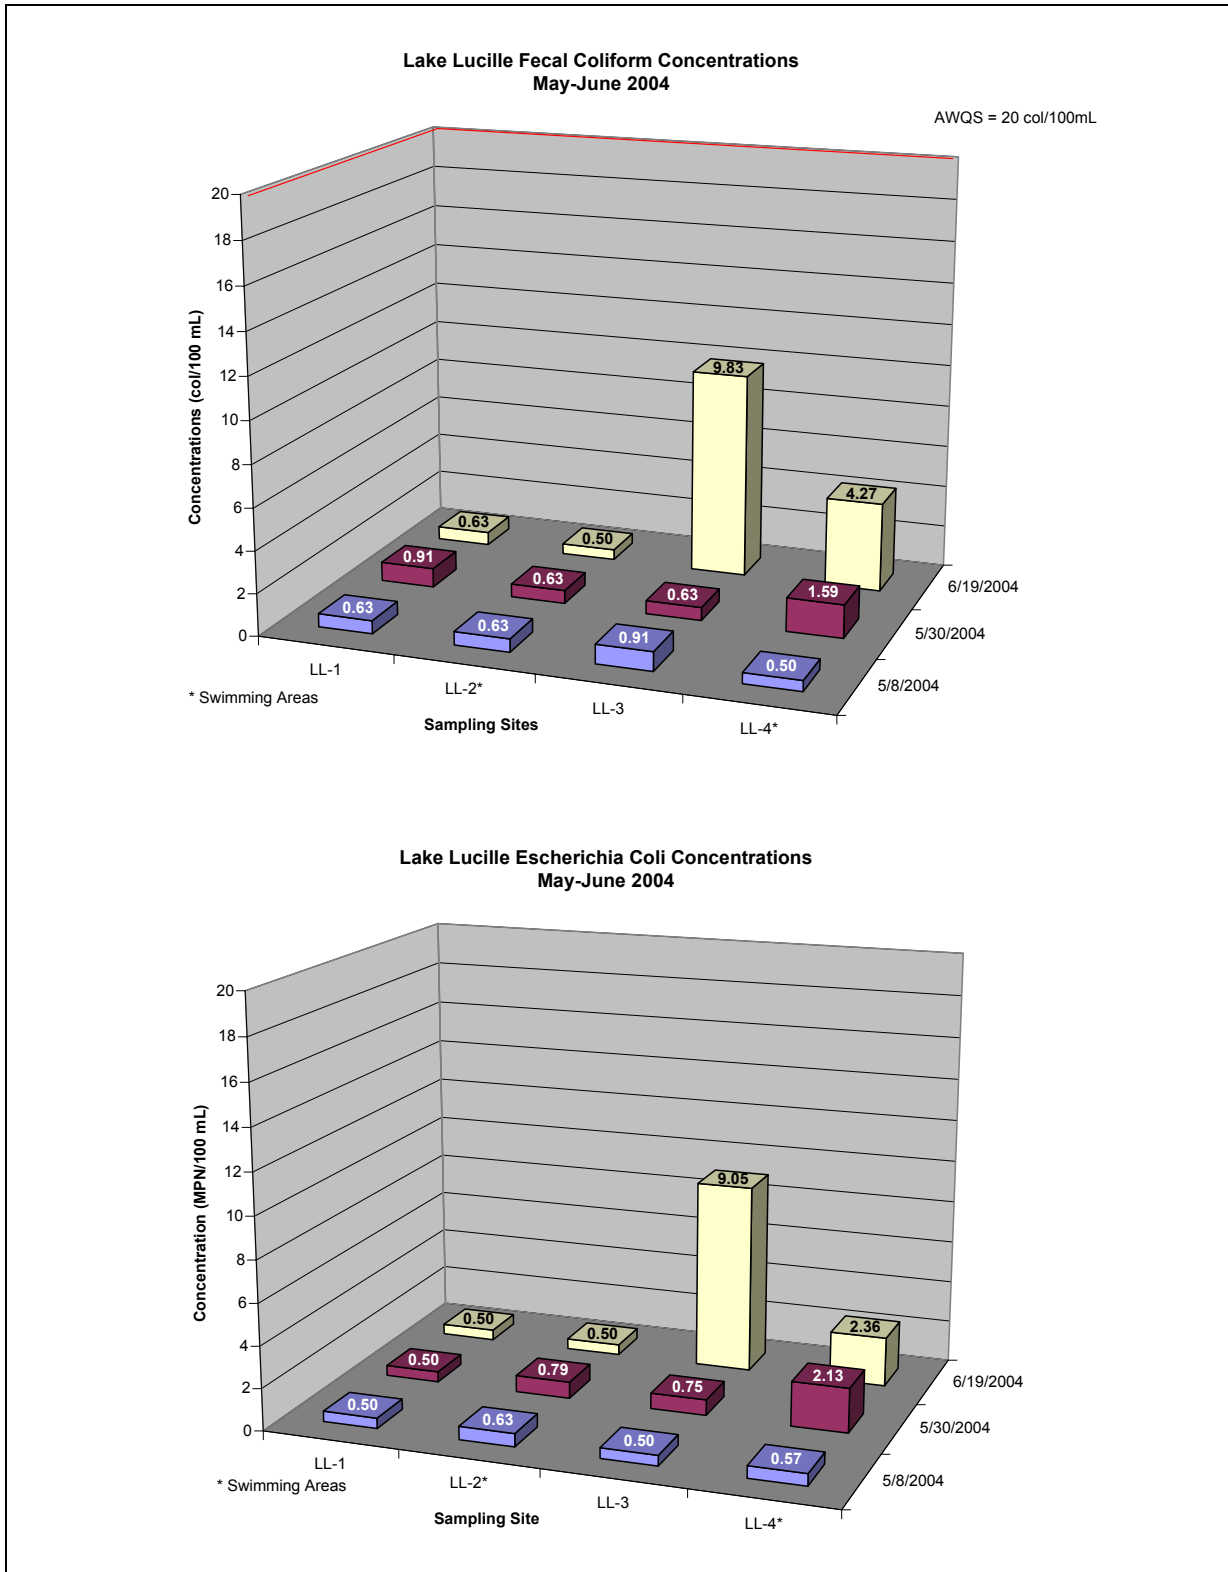 Lake Lucille Fecal Coliform Concentrations
May-June 2004
AWQS = 20 col/100mL
20
18
16
14
12
10
8
6
4
2
0
Concentrations (col/100 mL)
9.83
4.27
0.63
0.50
0.91
0.63
0.63
1.59
0.63
0.63
0.91
0.50
6/19/2004
5/30/2004
5/8/2004
LL-1
LL-2*
LL-3
LL-4*
* Swimming Areas
Sampling Sites
Lake Lucille Escherichia Coli Concentrations
May-June 2004
20
18
16
14
12
10
8
6
4
2
0
Concentration (MPN/100 mL)
9.05
2.36
0.50
0.50
0.50
0.79
0.75
2.13
0.50
0.63
0.50
0.57
6/19/2004
5/30/2004
5/8/2004
LL-1
LL-2*
LL-3
LL-4*
* Swimming Areas
Sampling Site